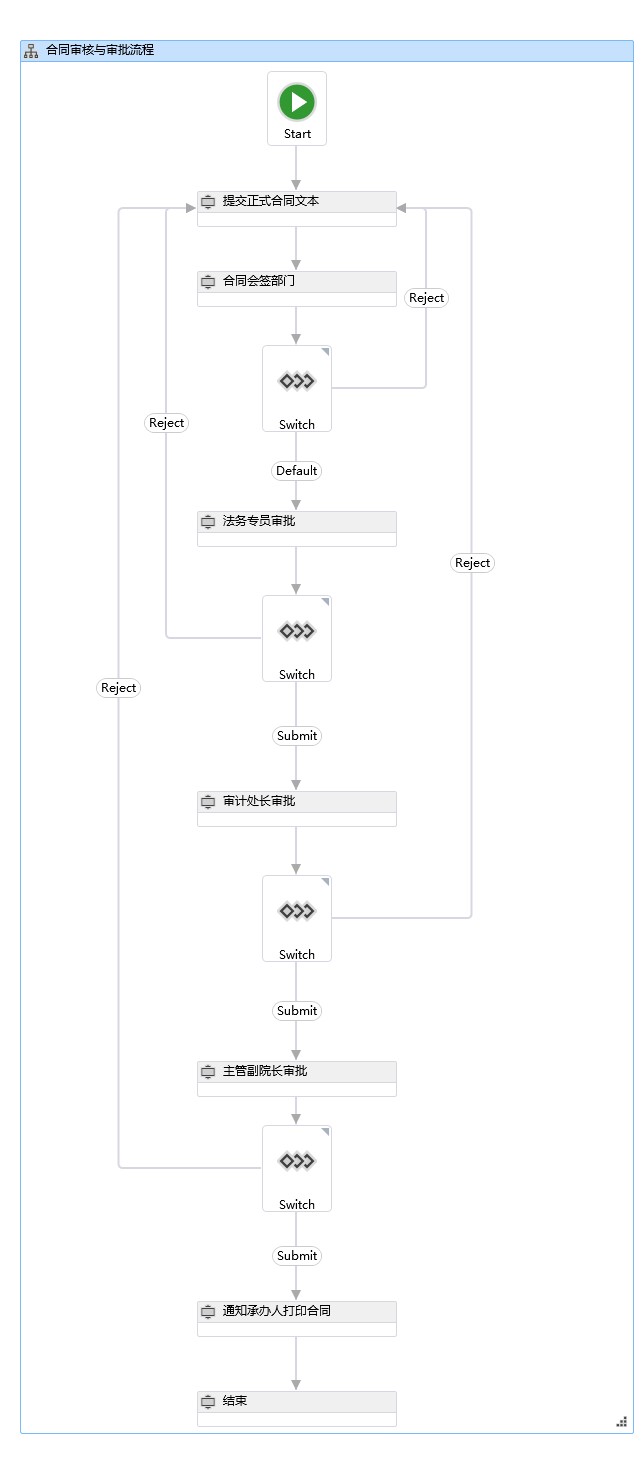 合同审核与审批流程
Start
提交正式合同文本
合同会签部门
Reject
Switch
Reject
Default
法务专员审批
Reject
Switch
Reject
Submit
审计处长审批
Switch
Submit
主管副院长审批
Switch
Submit
通知承办人打印合同
结束